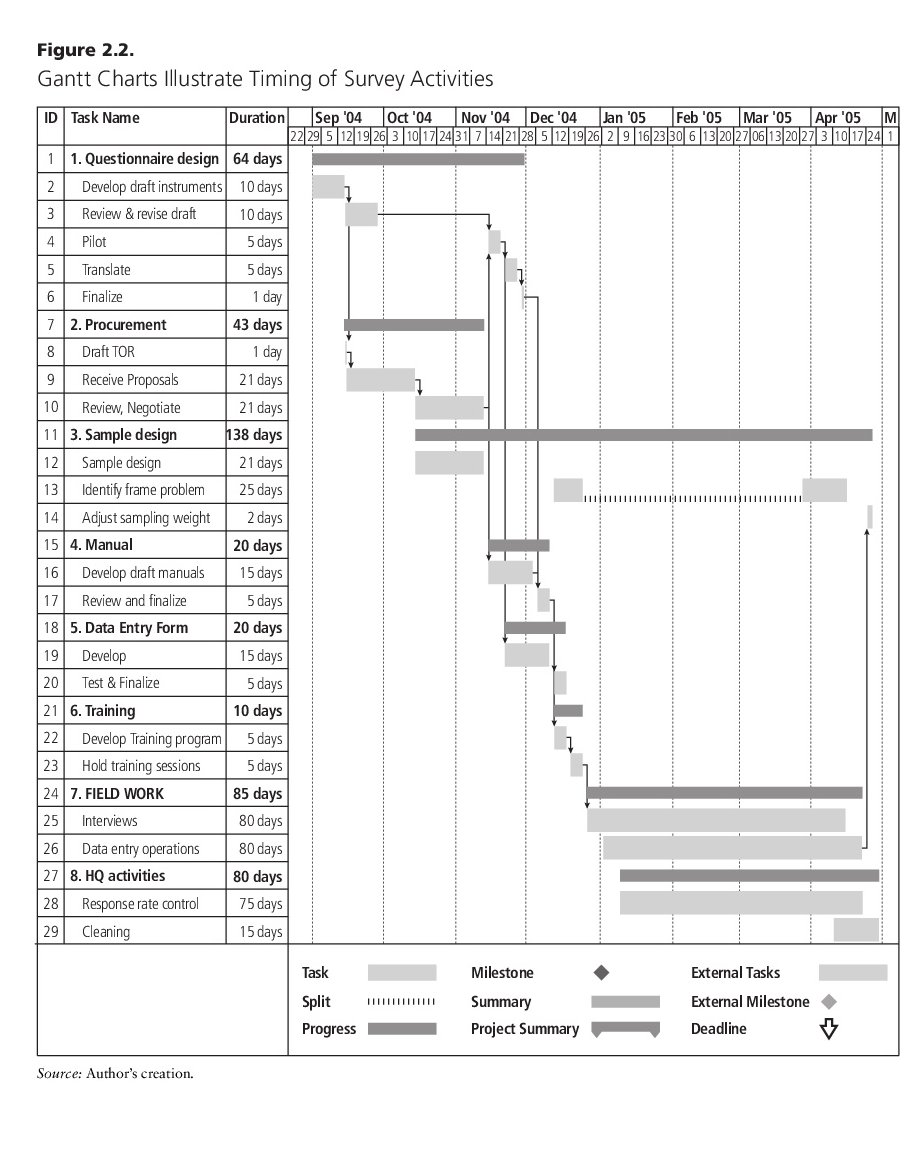 Figure 2.2.
Gantt Charts Illustrate Timing of Survey Activities
ID Task Name Duration Sep '04 Oct '04 Nov '04 Dec '04 Jan '05 Feb '05 Mar '05 Apr '05 M
22 29 5 12 19 26 3 10 17 24 31 7 14 21 28 5 12 19 26 2 9 16 23 30 6 13 20 27 06 13 20 27 3 10 17 24 1
1 1. Questionnaire design 64 days
2 Develop draft instruments 10 days
3 Review & revise draft 10 days
4 Pilot 5 days
5 Translate 5 days
6 Finalize 1 day
7 2. Procurement 43 days
8 Draft TOR 1 day
9 Receive Proposals 21 days
10 Review, Negotiate 21 days
11 3. Sample design 138 days
12 Sample design 21 days
13 Identify frame problem 25 days
14 Adjust sampling weight 2 days
15 4. Manual 20 days
16 Develop draft manuals 15 days
17 Review and finalize 5 days
18 5. Data Entry Form 20 days
19 Develop 15 days
20 Test & Finalize 5 days
21 6. Training 10 days
22 Develop Training program 5 days
23 Hold training sessions 5 days
24 7. FIELD WORK 85 days
25 Interviews 80 days
26 Data entry operations 80 days
27 8. HQ activities 80 days
28 Response rate control 75 days
29 Cleaning 15 days
Task Milestone External Tasks
Split Summary External Milestone
Progress Project Summary Deadline
Source: Author's creation.